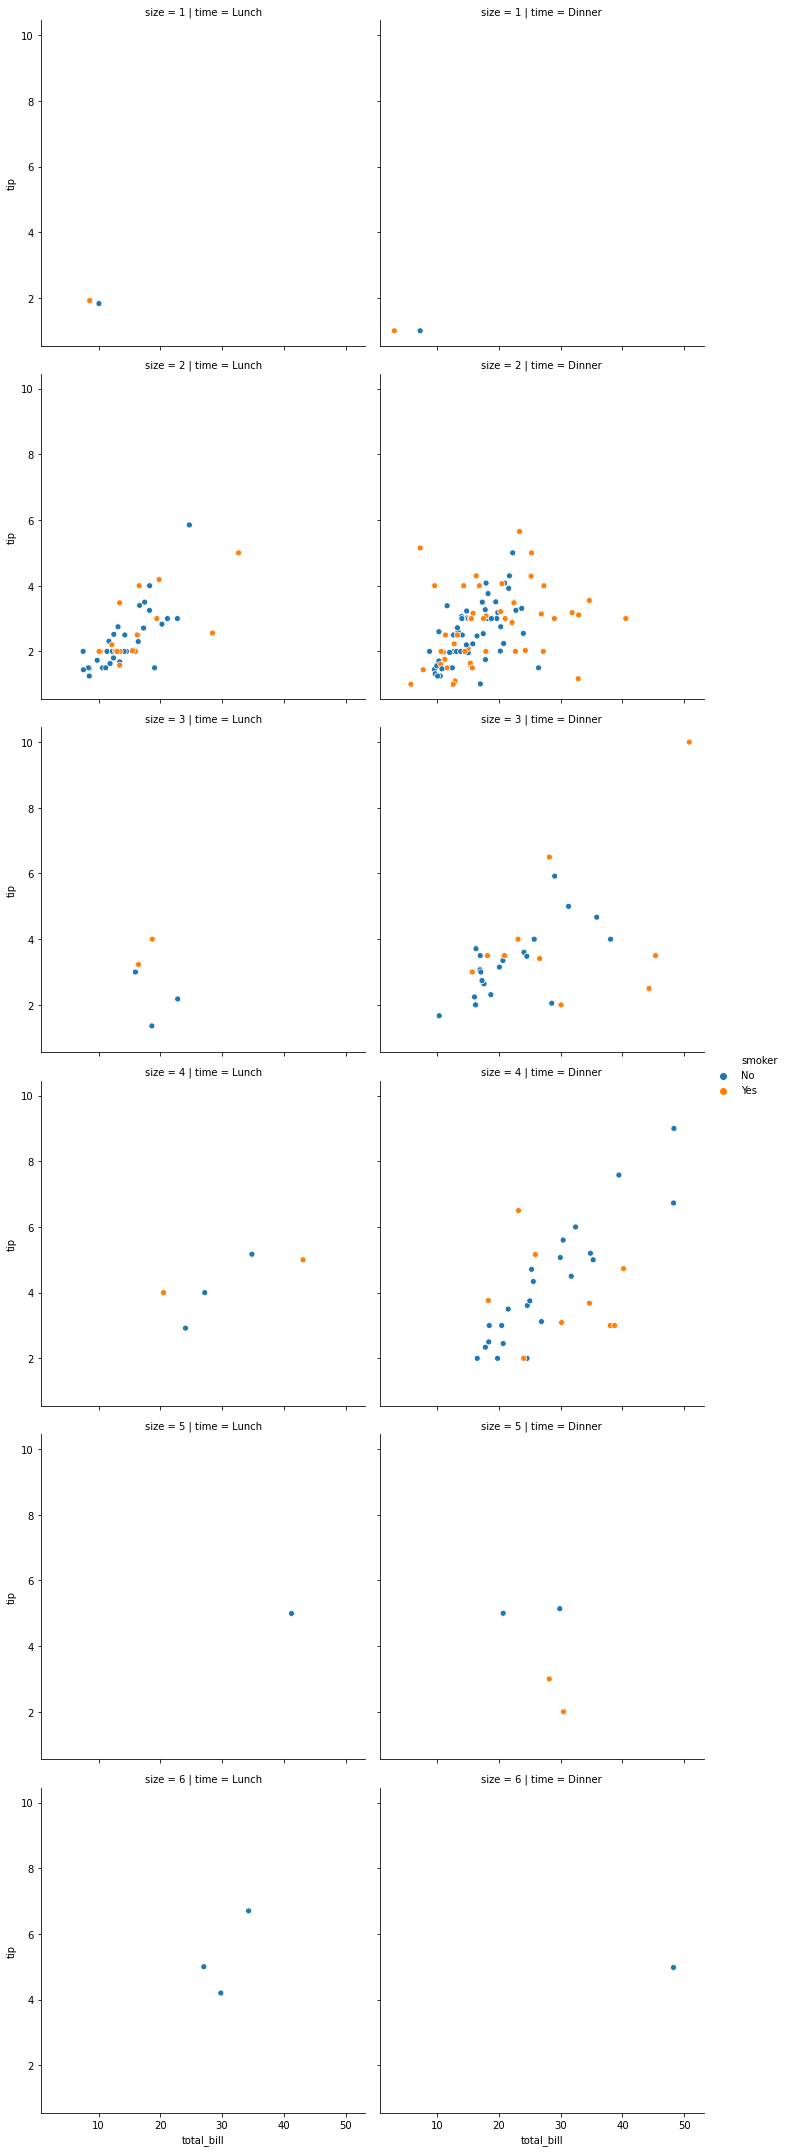 size = 1 | time = Lunch
size = 1 | time = Dinner
10
8
6
4
2
tip
size = 2 | time = Lunch
size = 2 | time = Dinner
10
8
6
4
2
tip
size = 3 | time = Lunch
size = 3 | time = Dinner
10
8
6
4
2
tip
smoker
No
Yes
size = 4 | time = Lunch
size = 4 | time = Dinner
10
8
6
4
2
tip
size = 5 | time = Lunch
size = 5 | time = Dinner
10
8
6
4
2
tip
size = 6 | time = Lunch
size = 6 | time = Dinner
10
8
6
4
2
tip
10 20 30 40 50
10 20 30 40 50
total_bill
total_bill